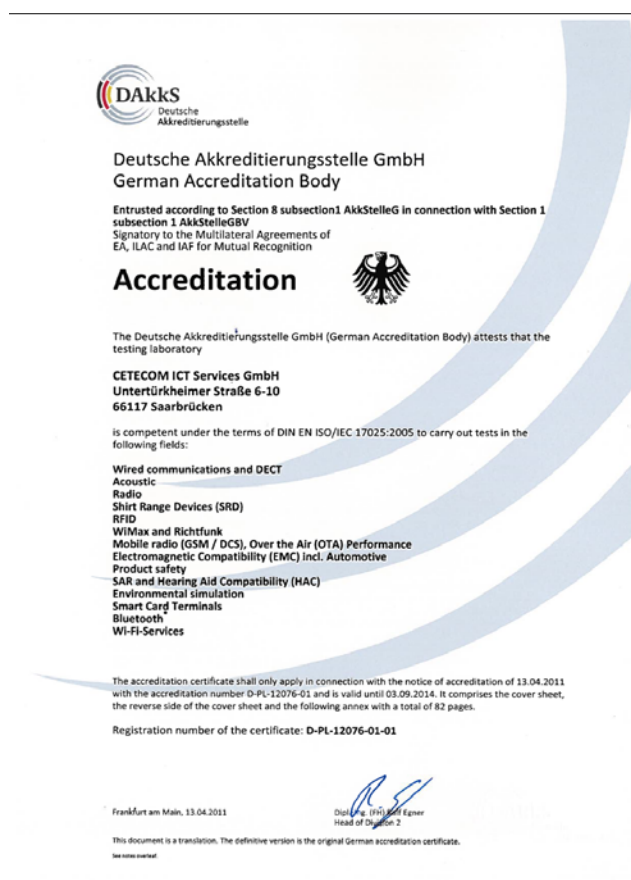 DAkkS
Deutsche
Akkreditierungsstelle
Deutsche Akkreditierungsstelle GmbH
German Accreditation Body
Entrusted according to Section 8 subsection1 AkkStelleG in connection with Section 1
subsection 1 AkkStelleGBV
Signatory to the Multilateral Agreements of
EA, ILAC and IAF for Mutual Recognition
Accreditation
The Deutsche Akkreditierungsstelle GmbH (German Accreditation Body) attests that the
testing laboratory
CETECOM ICT Services GmbH
Untertürkheimer Straße 6-10
66117 Saarbrücken
is competent under the terms of DIN EN ISO/IEC 17025:2005 to carry out tests in the
following fields:
Wired communications and DECT
Acoustic
Radio
Shirt Range Devices (SRD)
RFID
WiMax and Richtfunk
Mobile radio (GSM / DCS), Over the Air (OTA) Performance
Electromagnetic Compatibility (EMC) incl. Automotive
Product safety
SAR and Hearing Aid Compatibility (HAC)
Environmental simulation
Smart Card Terminals
Bluetooth
Wi-Fi-Services
The accreditation certificate shall only apply in connection with the notice of accreditation of 13.04.2011
with the accreditation number D-PL-12076-01 and is valid until 03.09.2014. It comprises the cover sheet,
the reverse side of the cover sheet and the following annex with a total of 82 pages.
Registration number of the certificate: D-PL-12076-01-01
Frankfurt am Main, 13.04.2011
(FH) Egner
Head of Division 2
This document is a translation. The definitive version is the original German accreditation certificate.
See notes overleaf.